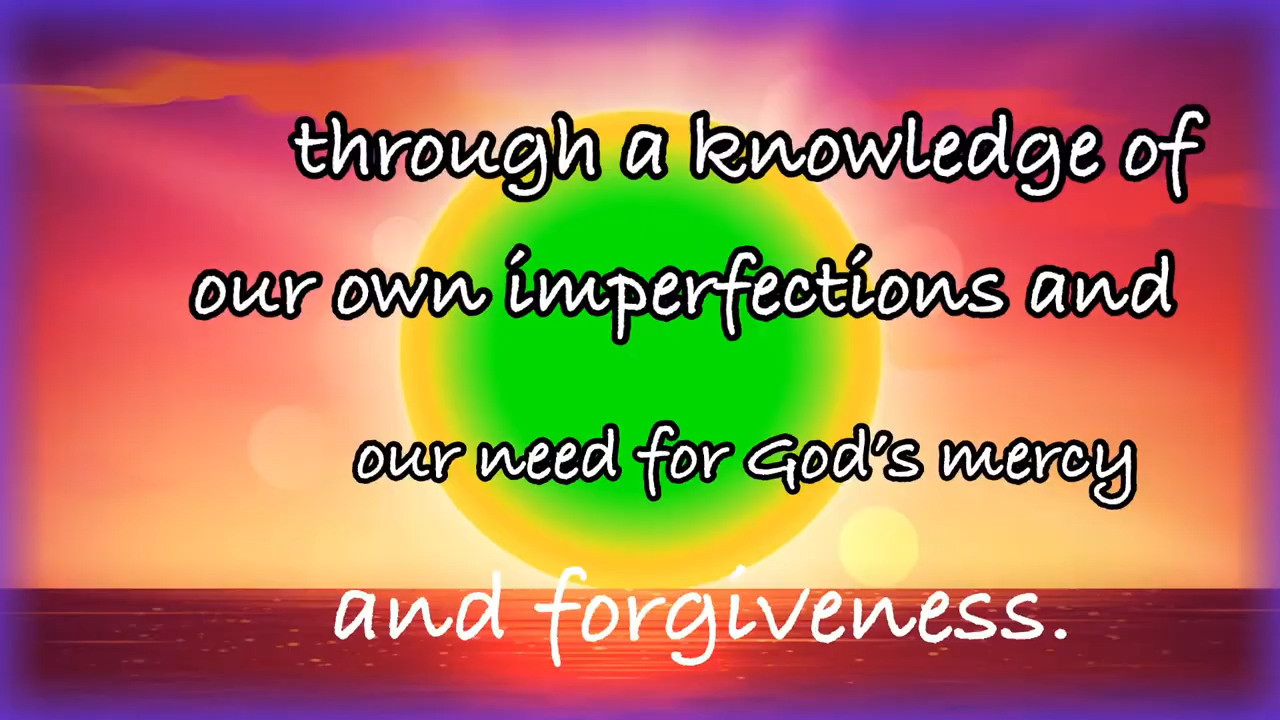 through a knowledge of
our own imperfections and
our need for God's mercy
and forgiveness.